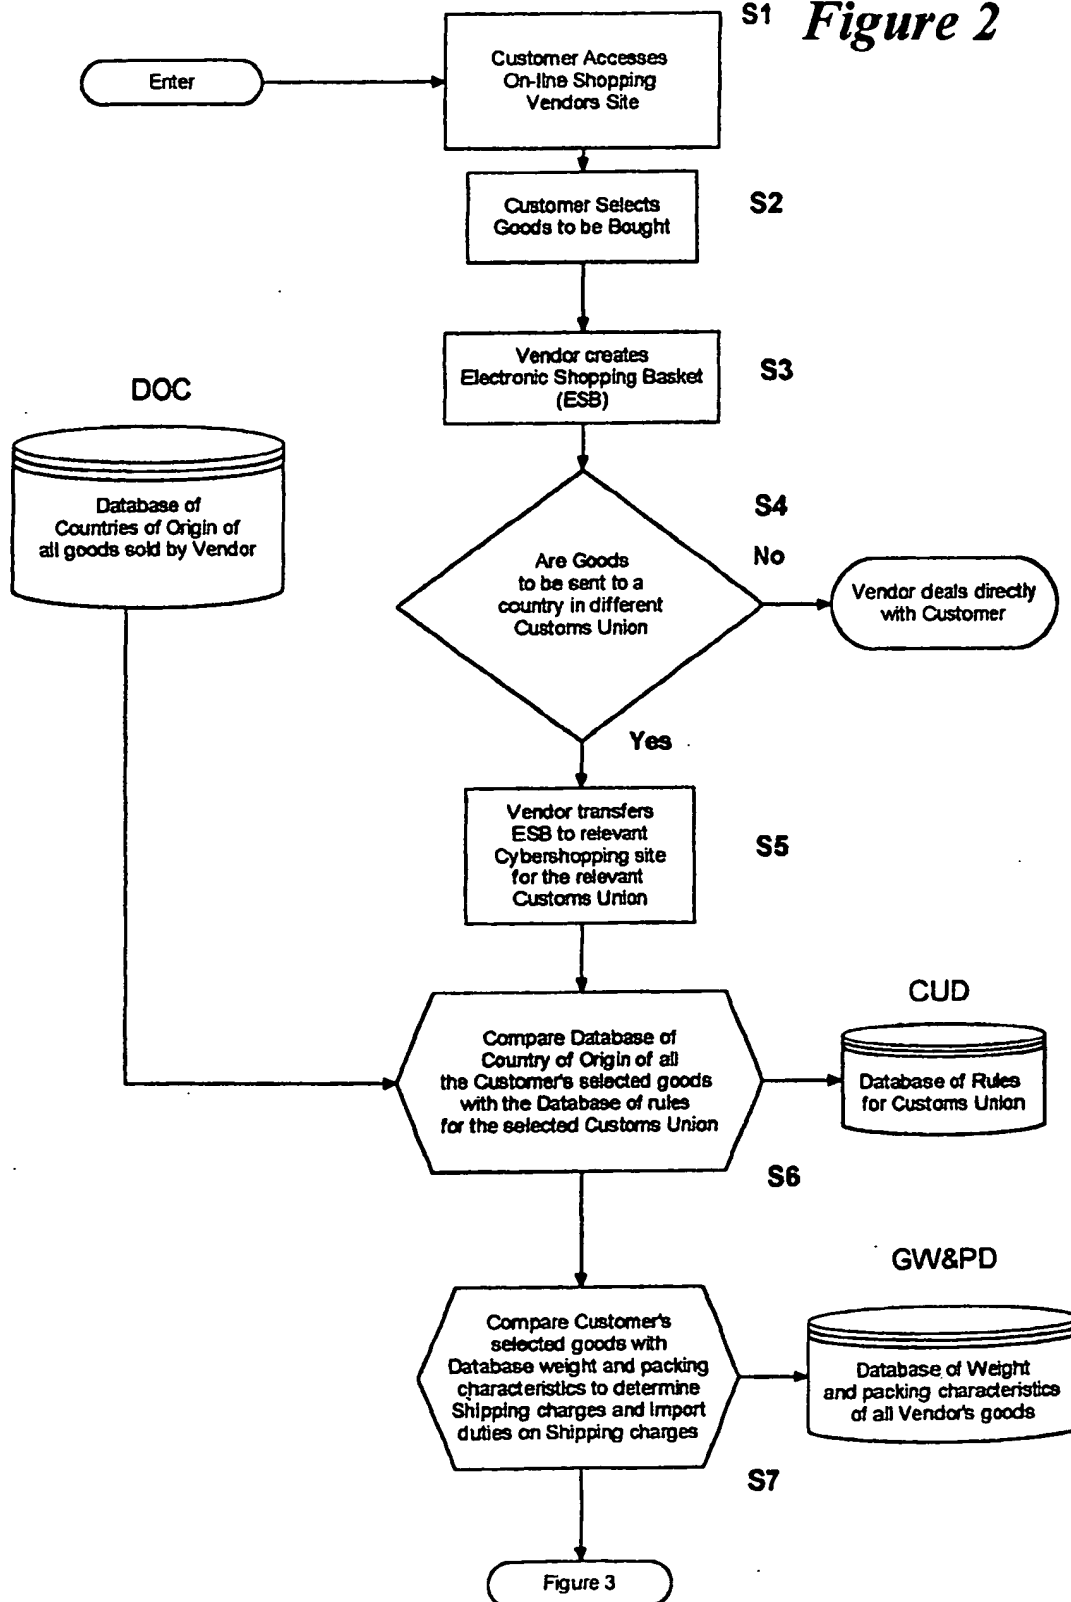 S1
Figure 2
Enter
Customer Accesses
On-line Shopping
Vendors Site
Customer Selects
Goods to be Bought
S2
Vendor creates
Electronic Shopping Basket
(ESB)
S3
DOC
Database of
Countries of Origin of
all goods sold by Vendor
S4
Are Goods
to be sent to a
country in different
Customs Union
No
Vendor deals directly
with Customer
Yes
Vendor transfers
ESB to relevant
Cybershopping site
for the relevant
Customs Union
S5
Compare Database of
Country of Origin of all
the Customer's selected goods
with the Database of rules
for the selected Customs Union
CUD
Database of Rules
for Customs Union
S6
GW&PD
Compare Customer's
selected goods with
Database weight and packing
characteristics to determine
Shipping charges and import
duties on Shipping charges
Database of Weight
and packing characteristics
of all Vendor's goods
S7
Figure 3